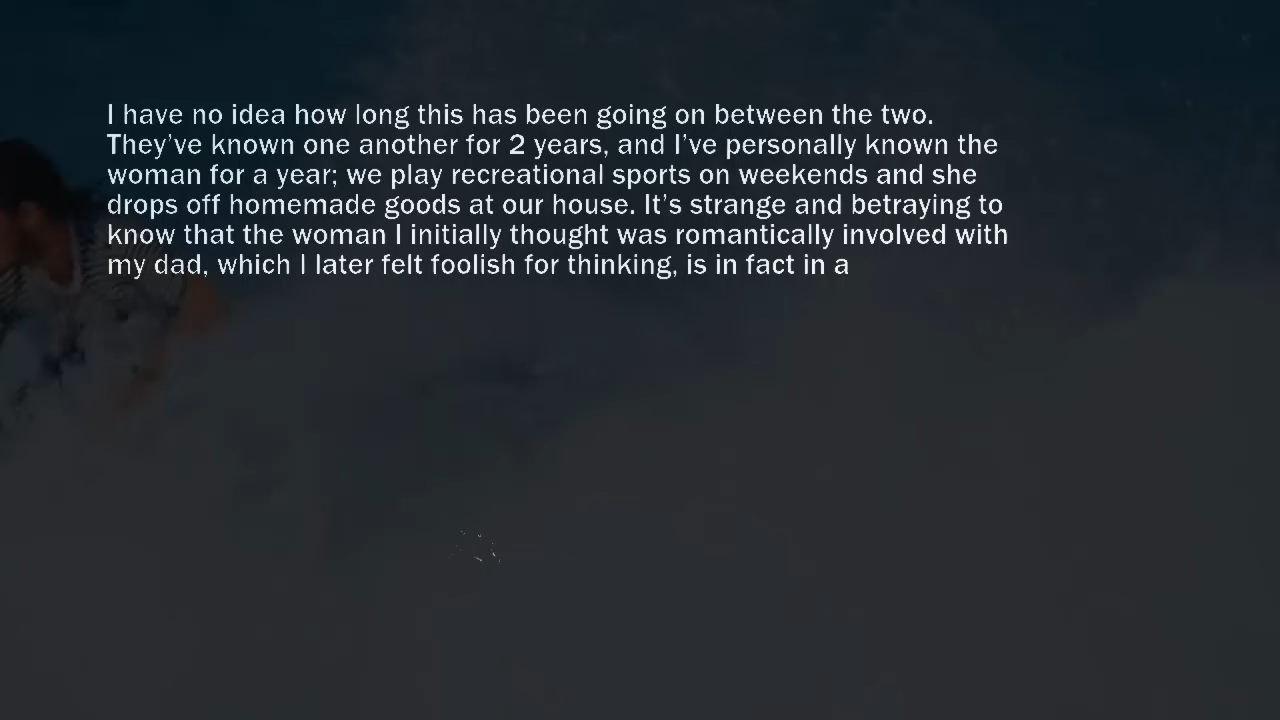 I have no idea how long this has been going on between the two.
They've known one another for 2 years, and I've personally known the
woman for a year; we play recreational sports on weekends and she
drops off homemade goods at our house. It's strange and betraying to
know that the woman I initially thought was romantically involved with
my dad, which I later felt foolish for thinking, is in fact in a